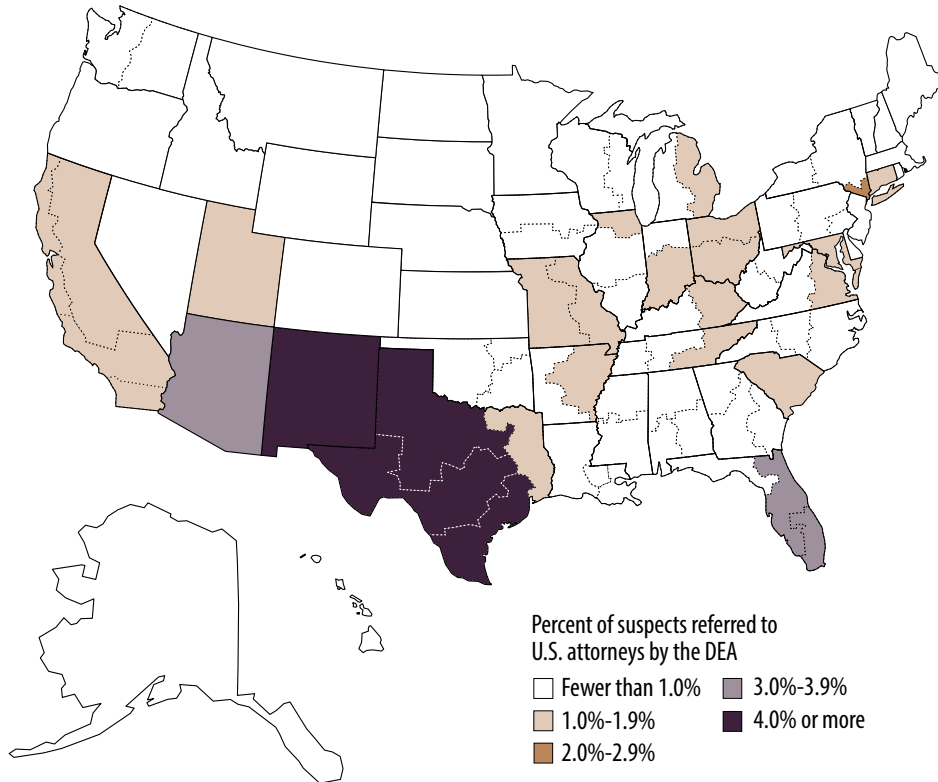 Percent of suspects referred to
U.S. attorneys by the DEA
Fewer than 1.0%
1.0%-1.9%
2.0%-2.9%
3.0%-3.9%
4.0% or more